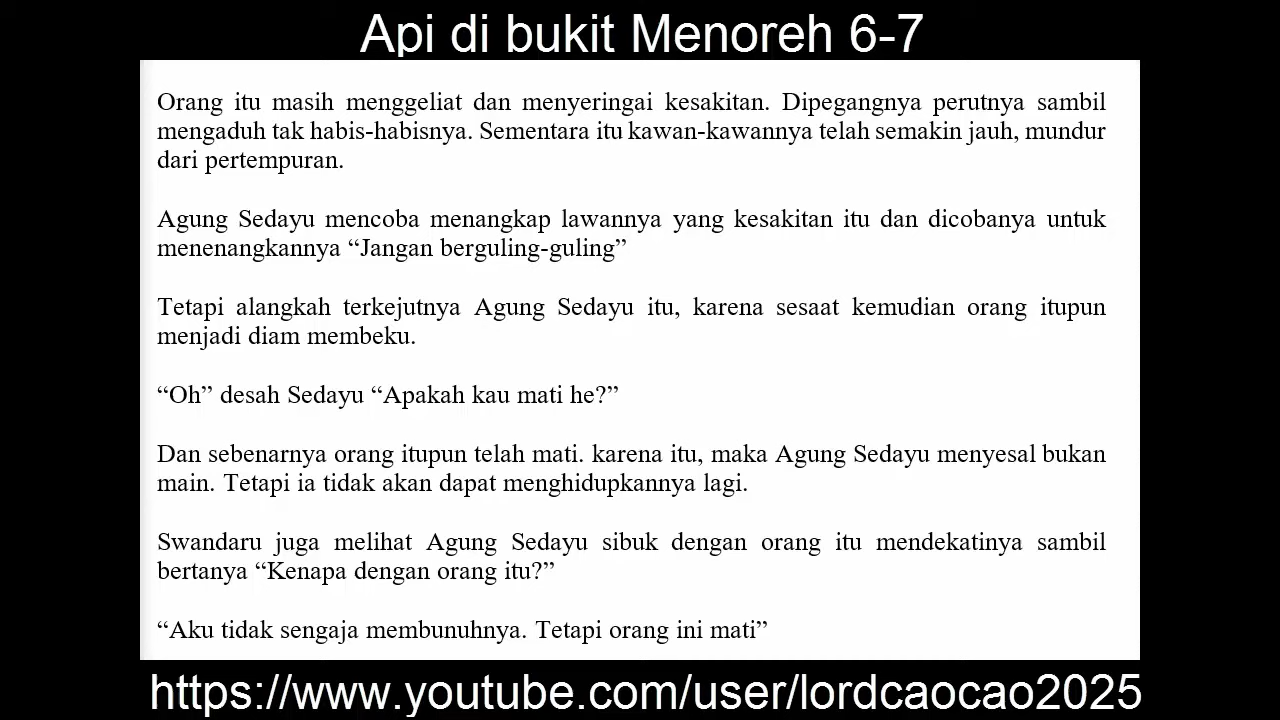 Api di bukit Menoreh 6-7
Orang itu masih menggeliat dan menyeringai kesakitan. Dipegangnya perutnya sambil
mengaduh tak habis-habisnya. Sementara itu kawan-kawannya telah semakin jauh, mundur
dari pertempuran.
Agung Sedayu mencoba menangkap lawannya yang kesakitan itu dan dicobanya untuk
menenangkannya “Jangan berguling-guling”
Tetapi alangkah terkejutnya Agung Sedayu itu, karena sesaat kemudian orang itupun
menjadi diam membeku.
“Oh” desah Sedayu “Apakah kau mati he?”
Dan sebenarnya orang itupun telah mati. karena itu, maka Agung Sedayu menyesal bukan
main. Tetapi ia tidak akan dapat menghidupkannya lagi.
Swandaru juga melihat Agung Sedayu sibuk dengan orang itu mendekatinya sambil
bertanya “Kenapa dengan orang itu?”
“Aku tidak sengaja membunuhnya. Tetapi orang ini mati”
https://www.youtube.com/user/lordcaocao2025